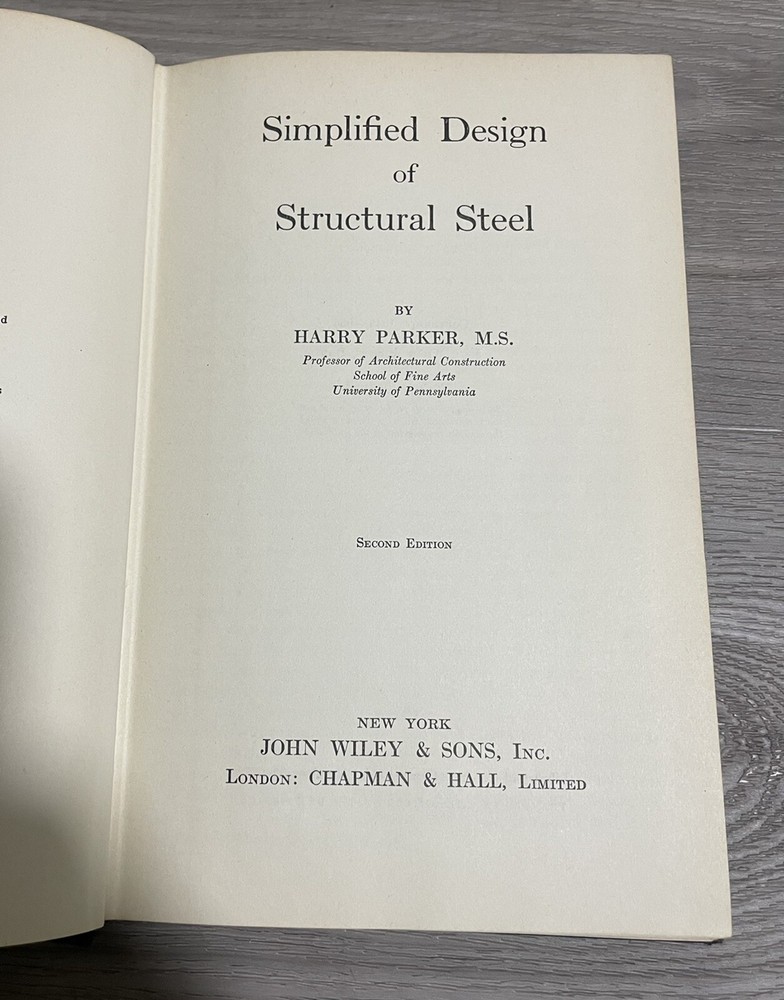 d
s
Simplified Design
of
Structural Steel
BY
HARRY PARKER, M.S.
Professor of Architectural Construction
School of Fine Arts
University of Pennsylvania
Second Edition
NEW YORK
JOHN WILEY & SONS, Inc.
London: CHAPMAN & HALL, Limited